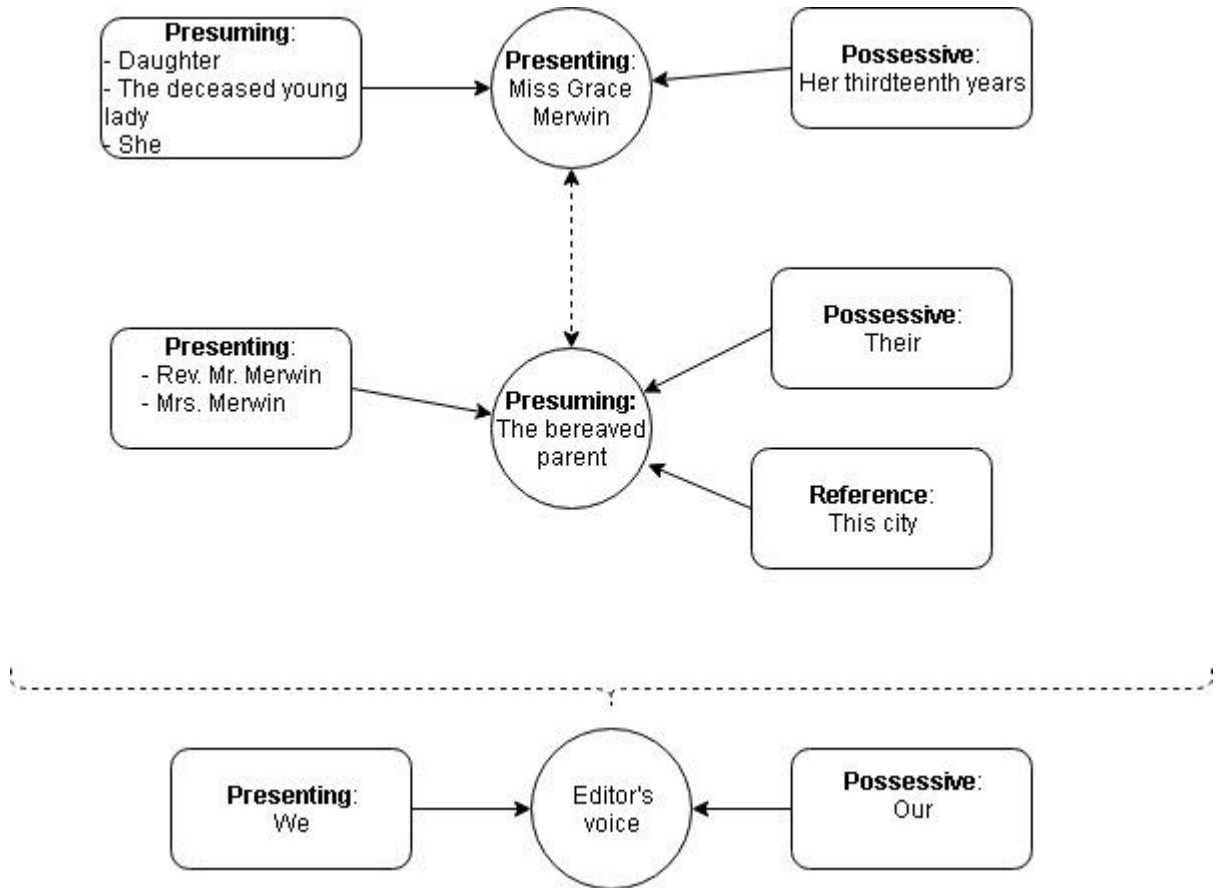 Presuming:
- Daughter
- The deceased young
lady
- She
Presenting:
Miss Grace
Merwin
Possessive:
Her thirdteenth years
Presenting:
- Rev. Mr. Merwin
- Mrs. Merwin
Presuming:
The bereaved
parent
Possessive:
Their
Reference:
This city
Presenting:
We
Editor's
voice
Possessive:
Our